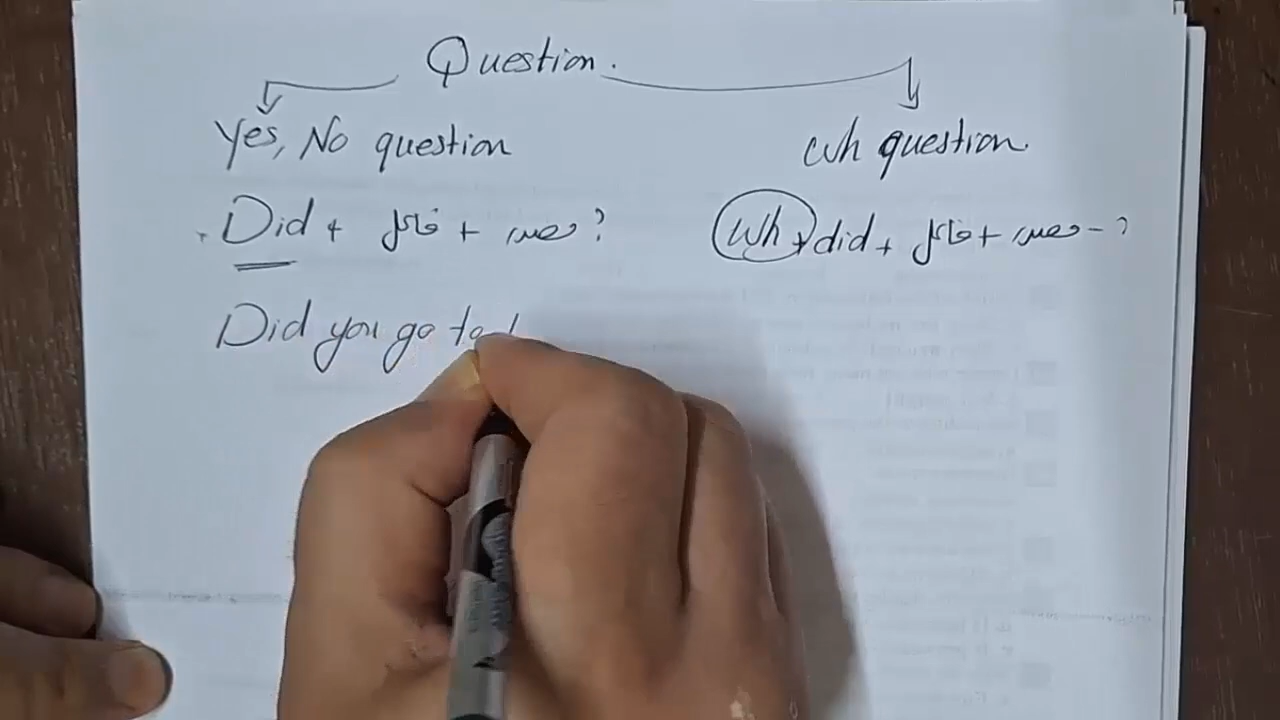 Question.
Yes, No question
Wh question.
Did + فاعل + مصدر ?
Wh + did + فاعل + مصدر - ?
Did you go to